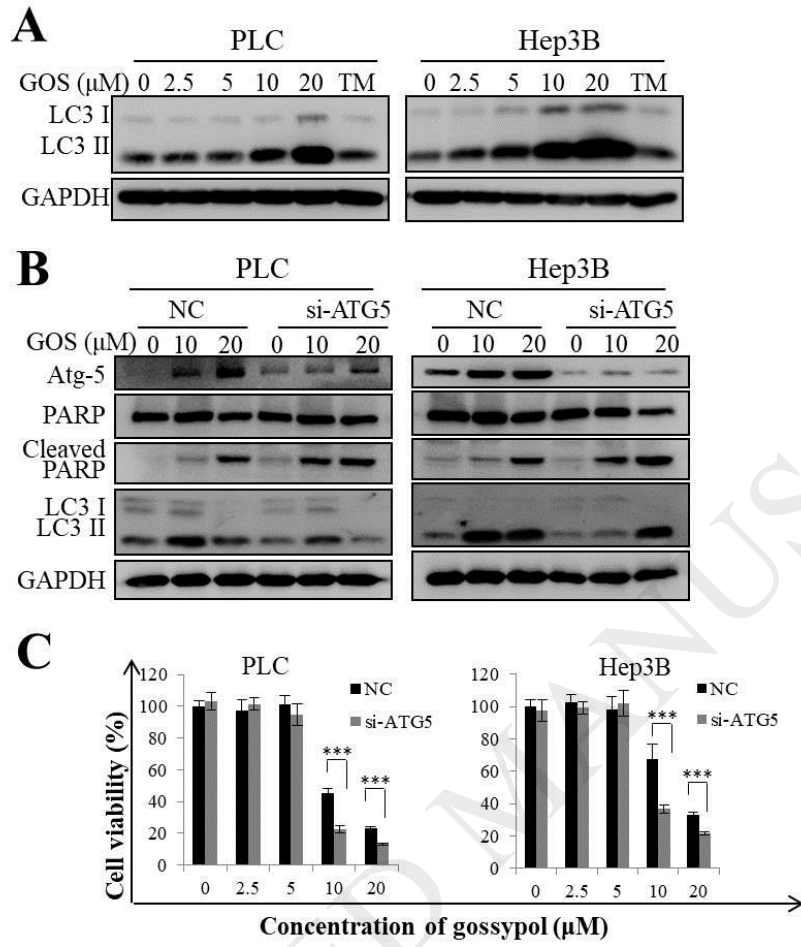 A
PLC Hep3B
GOS (μM) 0 2.5 5 10 20 TM 0 2.5 5 10 20 TM
LC3 I
LC3 II
GAPDH
B
PLC Hep3B
NC si-ATG5 NC si-ATG5
GOS (μM) 0 10 20 0 10 20 0 10 20 0 10 20
Atg-5
PARP
Cleaved
PARP
LC3 I
LC3 II
GAPDH
C
PLC Hep3B
120 NC 120 NC
100 si-ATG5 100 si-ATG5
80 *** *** 80 *** ***
60 60
40 40
20 20
0 0
0 2.5 5 10 20 0 2.5 5 10 20
Cell viability (%)
Concentration of gossypol (μM)
ED MANUS